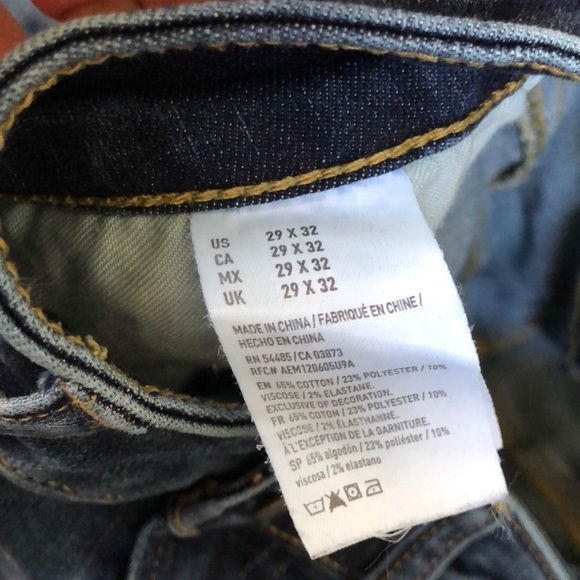 US 29 X 32
CA 29 X 32
MX 29 X 32
UK 29 X 32
MADE IN CHINA / FABRIQUÉ EN CHINE /
HECHO EN CHINA
RN 54485 / CA 03873
RFC# AEM120605U9A
EN 65% COTTON / 23% POLYESTER / 10%
VISCOSE / 2% ELASTANE.
EXCLUSIVE OF DECORATION.
FR 65% COTON / 23% POLYESTER / 10%
VISCOSE / 2% ÉLASTHANNE.
À L'EXCEPTION DE LA GARNITURE.
SP 65% algodón / 23% poliéster / 10%
viscosa / 2% elastano